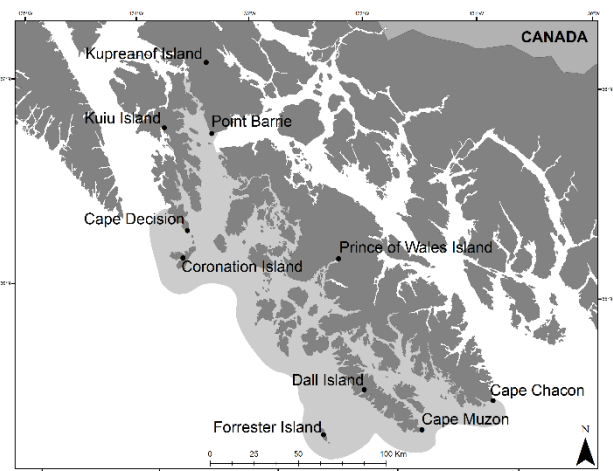 CANADA
Kupreanof Island
Kuiu Island
Point Barrie
Cape Decision
Prince of Wales Island
Coronation Island
Dall Island
Cape Chacon
Forrester Island
Cape Muzon
N
0 25 50 100 Km